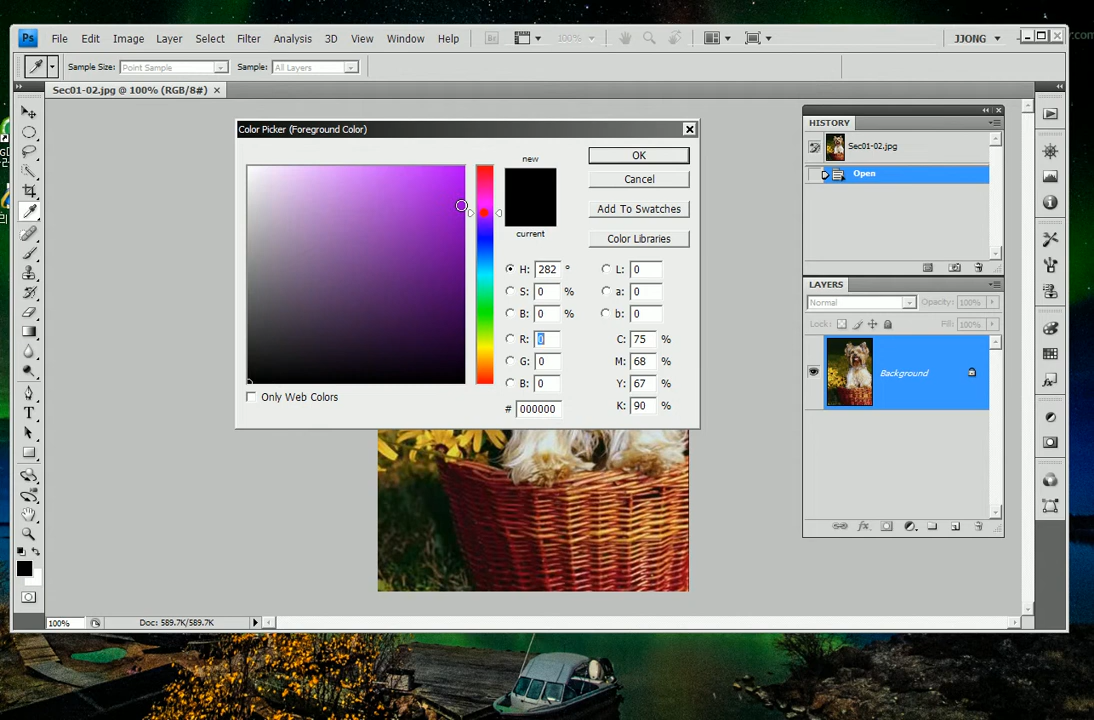 Ps File Edit Image Layer Select Filter Analysis 3D View Window Help Br 100% JJONG
Sample Size: Point Sample Sample: All Layers
Sec01-02.jpg @ 100% (RGB/8#)
Color Picker (Foreground Color)
new
current
OK
Cancel
Add To Swatches
Color Libraries
H: 282 °
S: 0 %
B: 0 %
R: 0
G: 0
B: 0
# 000000
L: 0
a: 0
b: 0
C: 75 %
M: 68 %
Y: 67 %
K: 90 %
Only Web Colors
HISTORY
Sec01-02.jpg
Open
LAYERS
Normal Opacity: 100%
Lock: Fill: 100%
Background
fx
100% Doc: 589.7K/589.7K